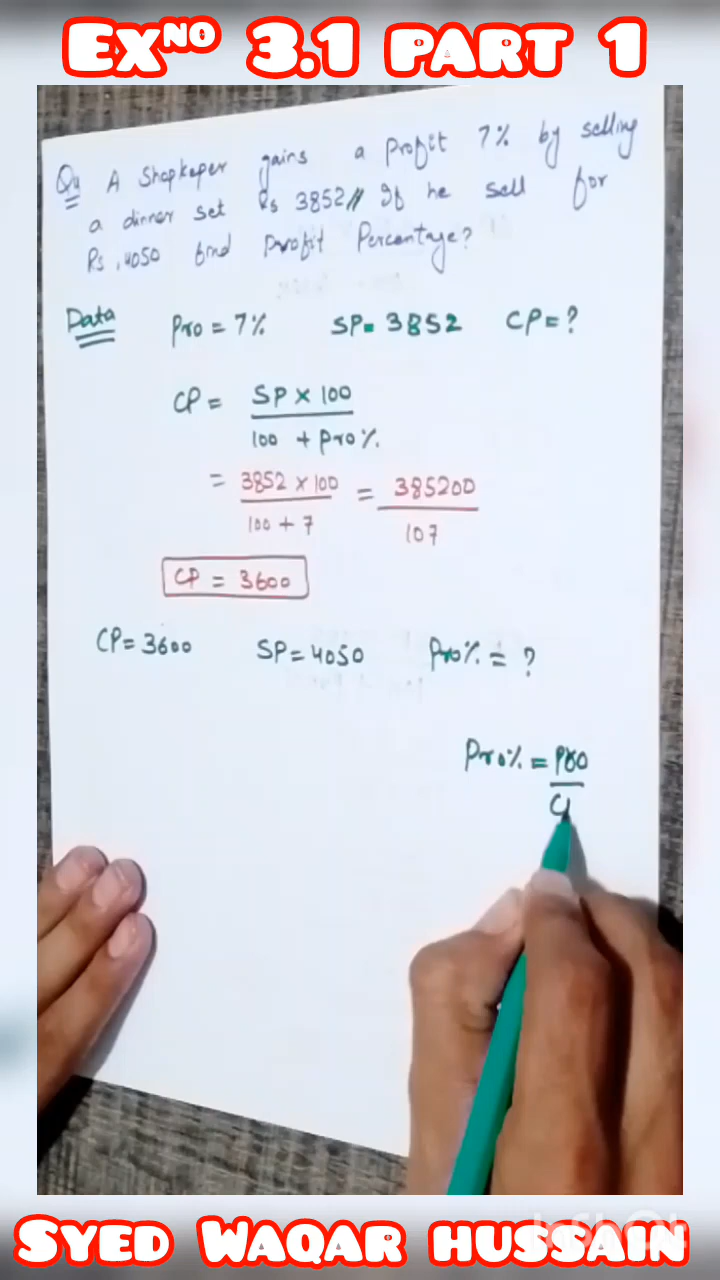 Exᴺᴼ 3.1 PART 1
Q4 A Shopkeper gains a profit 7% by selling
a dinner set Rs 3852// If he sell for
Rs.4050 find Profit Percentage?
Data Pro = 7% SP = 3852 CP = ?
CP = SP × 100 / 100 + pro%.
= 3852 × 100 / 100 + 7 = 385200 / 107
CP = 3600
CP = 3600 SP = 4050 Pro% = ?
Pro% = PRO / C
SYED WAQAR HUSSAIN